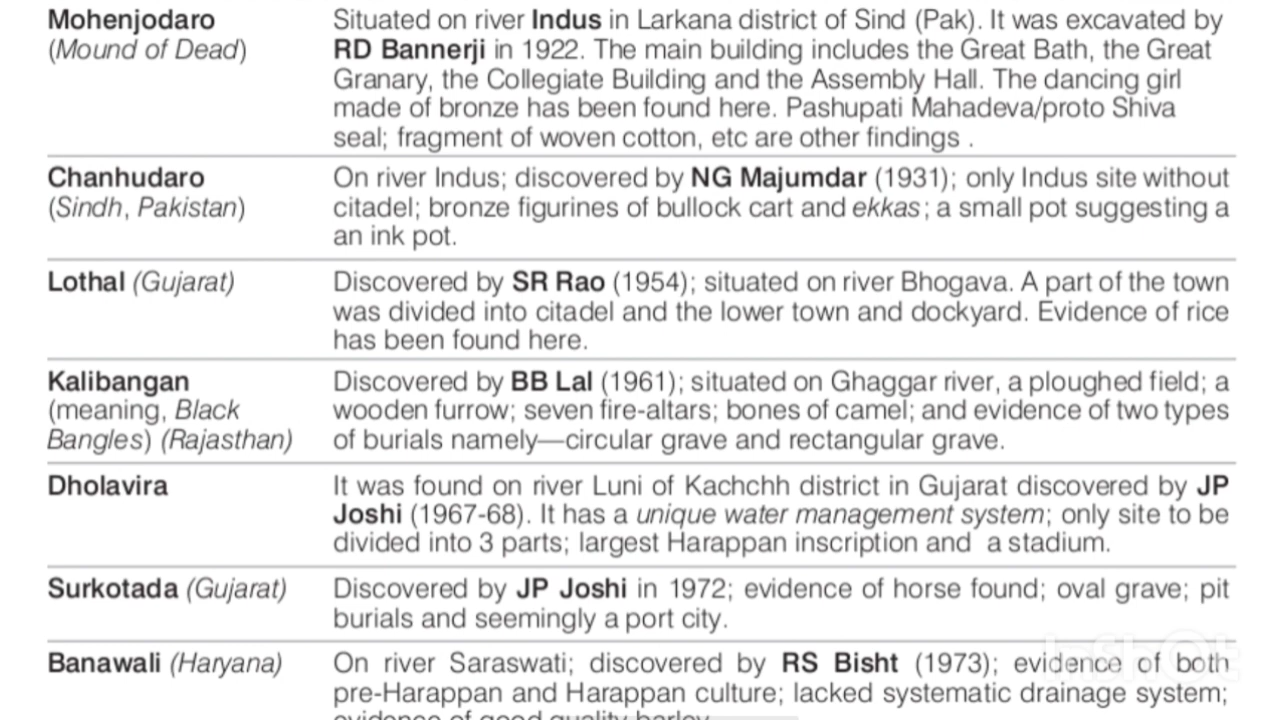 Mohenjodaro
(Mound of Dead)
Situated on river Indus in Larkana district of Sind (Pak). It was excavated by
RD Bannerji in 1922. The main building includes the Great Bath, the Great
Granary, the Collegiate Building and the Assembly Hall. The dancing girl
made of bronze has been found here. Pashupati Mahadeva/proto Shiva
seal; fragment of woven cotton, etc are other findings .
Chanhudaro
(Sindh, Pakistan)
On river Indus; discovered by NG Majumdar (1931); only Indus site without
citadel; bronze figurines of bullock cart and ekkas; a small pot suggesting a
an ink pot.
Lothal (Gujarat)
Discovered by SR Rao (1954); situated on river Bhogava. A part of the town
was divided into citadel and the lower town and dockyard. Evidence of rice
has been found here.
Kalibangan
(meaning, Black
Bangles) (Rajasthan)
Discovered by BB Lal (1961); situated on Ghaggar river, a ploughed field; a
wooden furrow; seven fire-altars; bones of camel; and evidence of two types
of burials namely—circular grave and rectangular grave.
Dholavira
It was found on river Luni of Kachchh district in Gujarat discovered by JP
Joshi (1967-68). It has a unique water management system; only site to be
divided into 3 parts; largest Harappan inscription and a stadium.
Surkotada (Gujarat)
Discovered by JP Joshi in 1972; evidence of horse found; oval grave; pit
burials and seemingly a port city.
Banawali (Haryana)
On river Saraswati; discovered by RS Bisht (1973); evidence of both
pre-Harappan and Harappan culture; lacked systematic drainage system;
evidence of good quality barley
InShOt